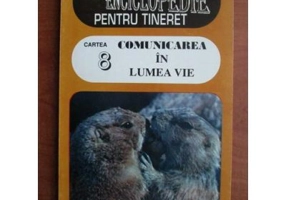 ENCICLOPEDIE
PENTRU TINERET
CARTEA
8
COMUNICAREA
ÎN
LUMEA VIE